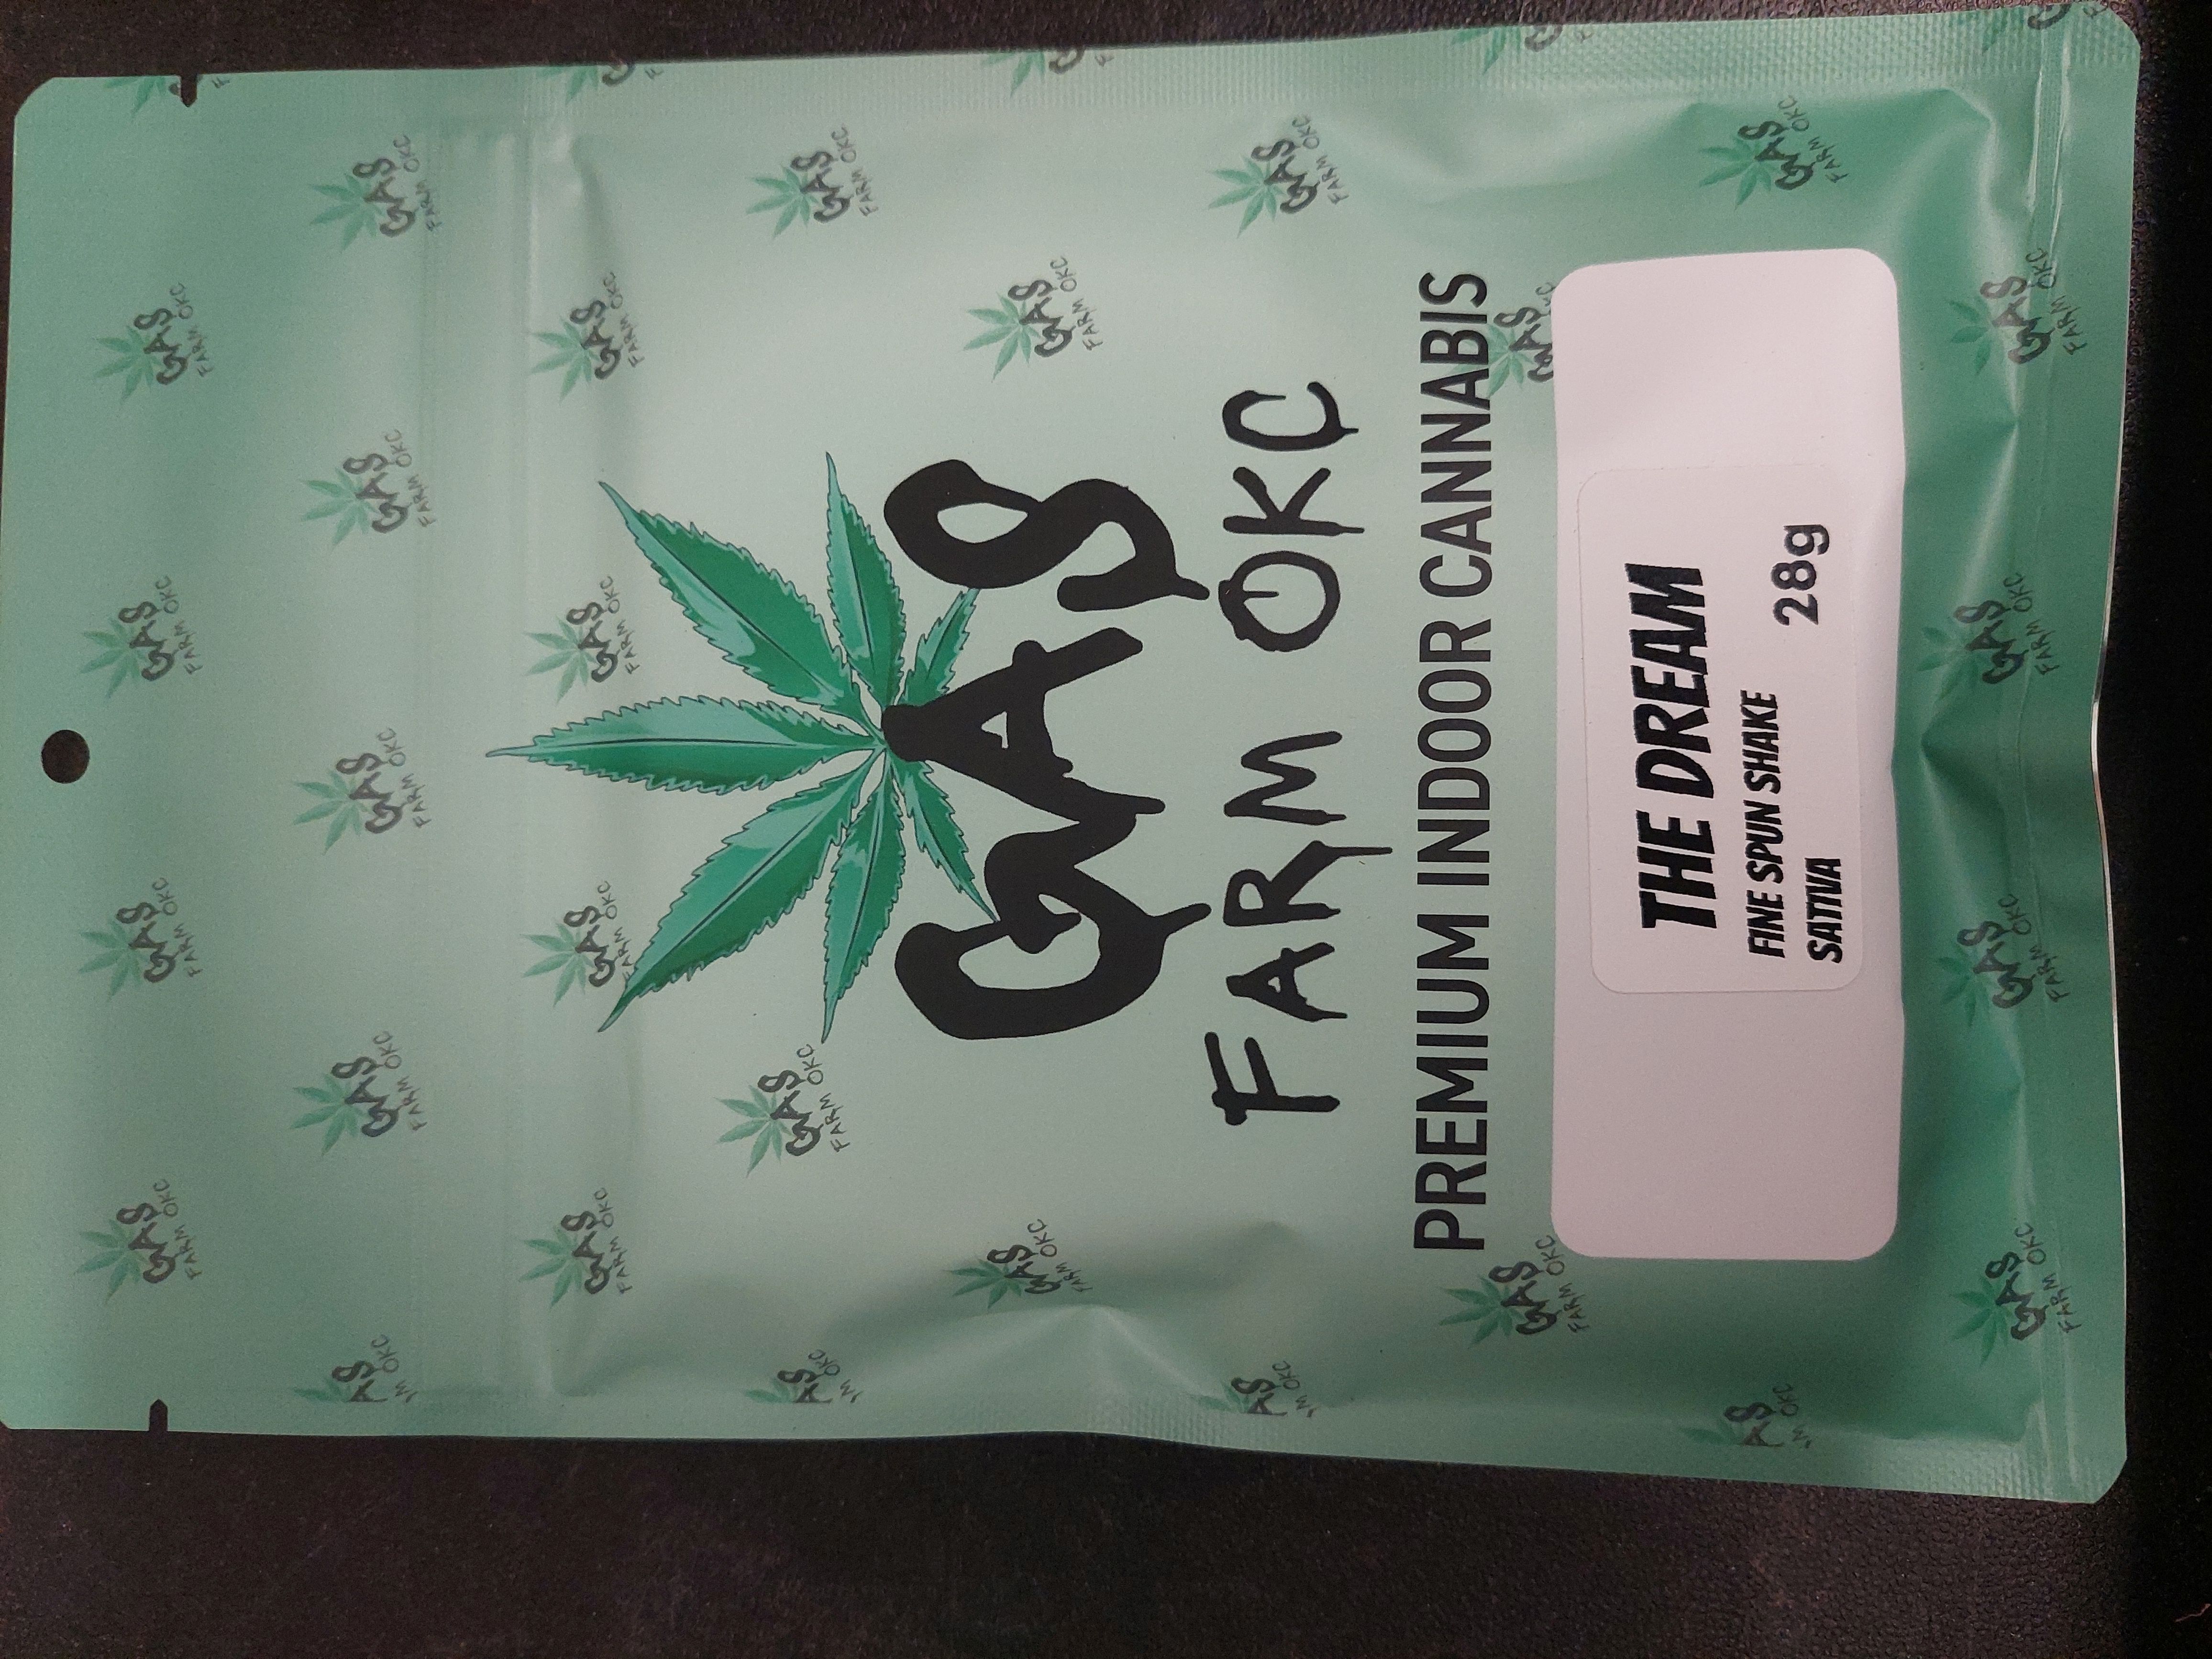 GAS
FARM OKC
PREMIUM INDOOR CANNABIS
THE DREAM
FINE SPUN SHAKE
SATIVA 28g